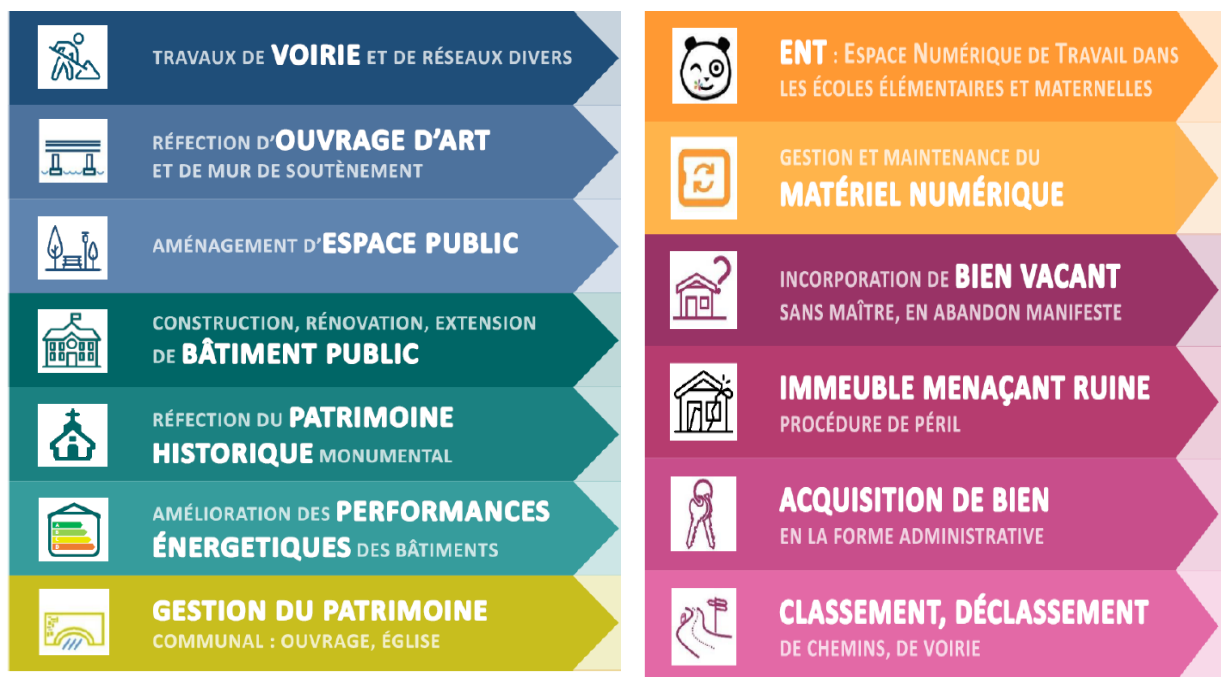 TRAVAUX DE VOIRIE ET DE RÉSEAUX DIVERS
RÉFECTION D'OUVRAGE D'ART
ET DE MUR DE SOUTÈNEMENT
AMÉNAGEMENT D'ESPACE PUBLIC
CONSTRUCTION, RÉNOVATION, EXTENSION
DE BÂTIMENT PUBLIC
RÉFECTION DU PATRIMOINE
HISTORIQUE MONUMENTAL
AMÉLIORATION DES PERFORMANCES
ÉNERGETIQUES DES BÂTIMENTS
GESTION DU PATRIMOINE
COMMUNAL : OUVRAGE, ÉGLISE
ENT : ESPACE NUMÉRIQUE DE TRAVAIL DANS
LES ÉCOLES ÉLÉMENTAIRES ET MATERNELLES
GESTION ET MAINTENANCE DU
MATÉRIEL NUMÉRIQUE
INCORPORATION DE BIEN VACANT
SANS MAÎTRE, EN ABANDON MANIFESTE
IMMEUBLE MENAÇANT RUINE
PROCÉDURE DE PÉRIL
ACQUISITION DE BIEN
EN LA FORME ADMINISTRATIVE
CLASSEMENT, DÉCLASSEMENT
DE CHEMINS, DE VOIRIE